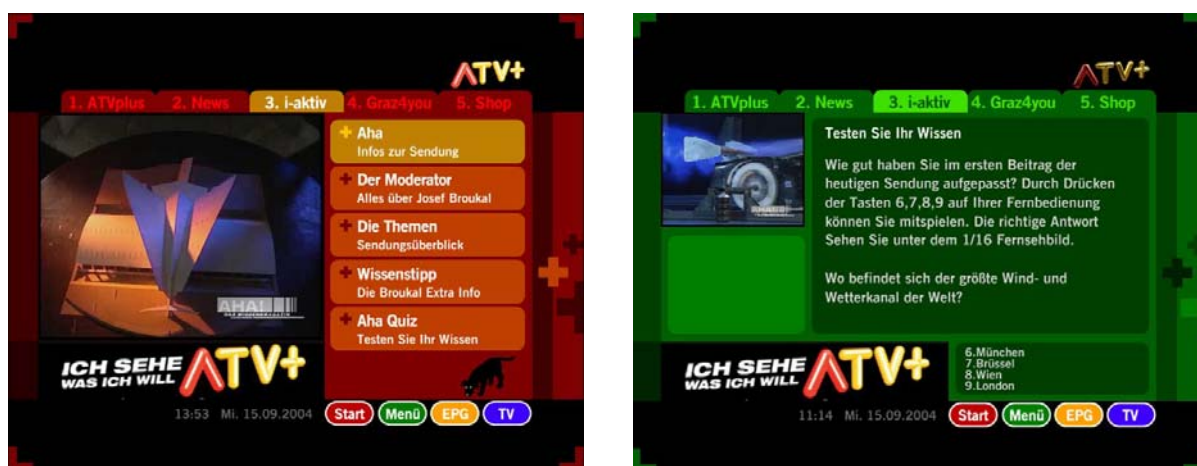 ATV+
1. ATVplus 2. News 3. i-aktiv 4. Graz4you 5. Shop
Aha
Infos zur Sendung
Der Moderator
Alles über Josef Broukal
Die Themen
Sendungsüberblick
Wissenstipp
Die Broukal Extra Info
Aha Quiz
Testen Sie Ihr Wissen
AHA!
DAS WISSENSMAGAZIN
ICH SEHE
WAS ICH WILL
ATV+
13:53 Mi. 15.09.2004 Start Menü EPG TV
ATV+
1. ATVplus 2. News 3. i-aktiv 4. Graz4you 5. Shop
AHA!
Testen Sie Ihr Wissen
Wie gut haben Sie im ersten Beitrag der
heutigen Sendung aufgepasst? Durch Drücken
der Tasten 6,7,8,9 auf Ihrer Fernbedienung
können Sie mitspielen. Die richtige Antwort
Sehen Sie unter dem 1/16 Fernsehbild.
Wo befindet sich der größte Wind- und
Wetterkanal der Welt?
ICH SEHE
WAS ICH WILL
ATV+
6.München
7.Brüssel
8.Wien
9.London
11:14 Mi. 15.09.2004 Start Menü EPG TV